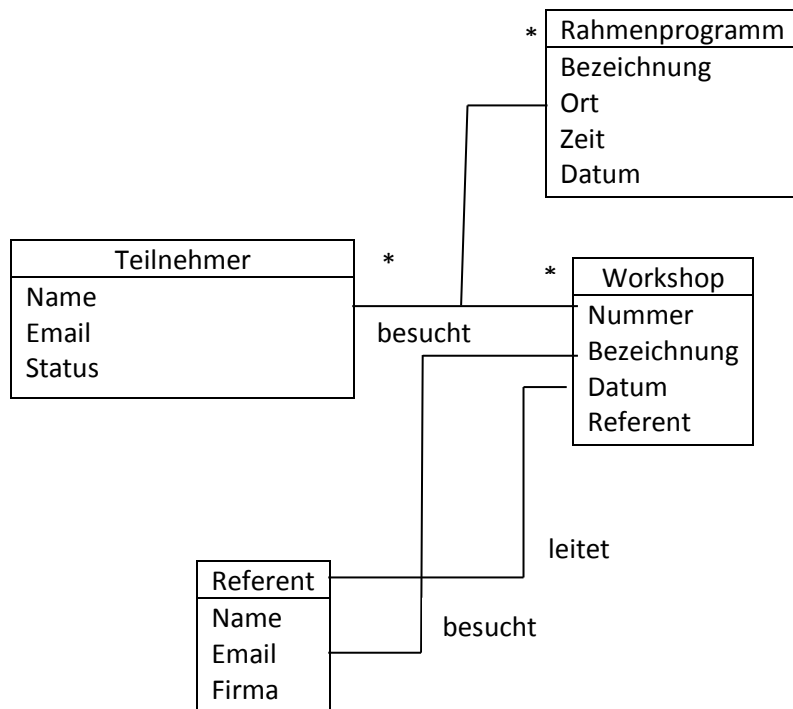 * Rahmenprogramm
Bezeichnung
Ort
Zeit
Datum
Teilnehmer
*
Name
Email
Status
besucht
* Workshop
Nummer
Bezeichnung
Datum
Referent
leitet
besucht
Referent
Name
Email
Firma